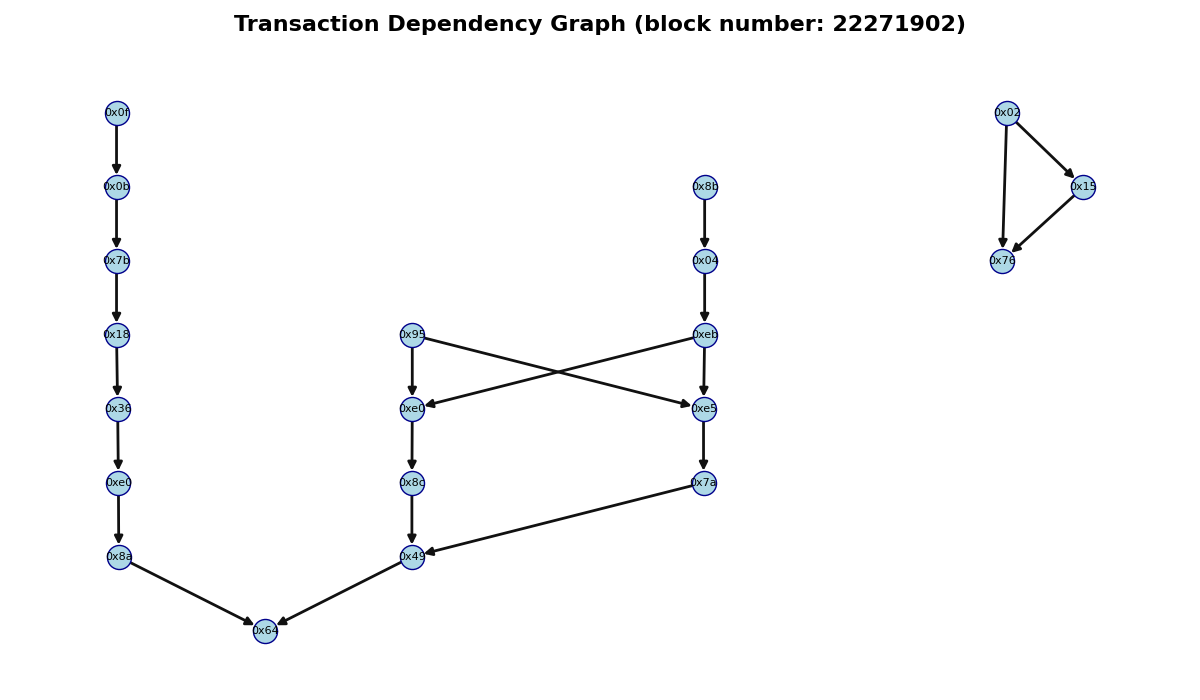 Transaction Dependency Graph (block number: 22271902)
0x0f
0x02
0x0b
0x8b
0x15
0x7b
0x04
0x76
0x18
0x95
0xeb
0x36
0xe0
0xe5
0xe0
0x8c
0x7a
0x8a
0x49
0x64